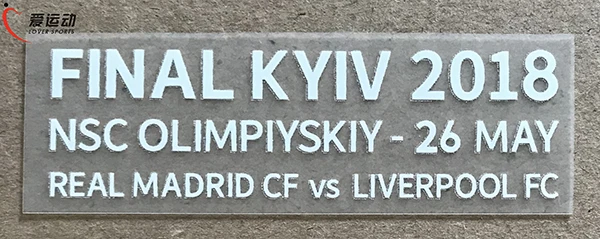 爱运动
LOVER SPORTS
FINAL KYIV 2018
NSC OLIMPIYSKIY - 26 MAY
REAL MADRID CF vs LIVERPOOL FC